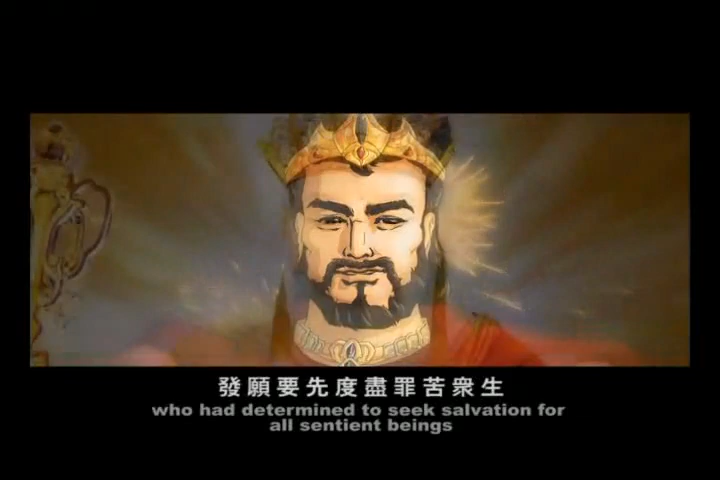 發願要先度盡罪苦衆生
who had determined to seek salvation for
all sentient beings